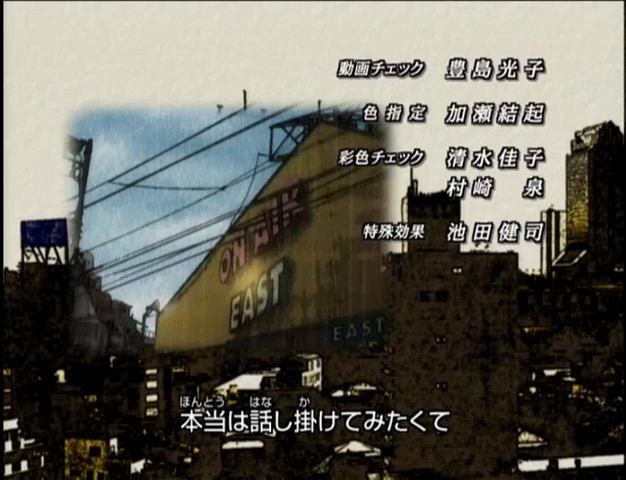 動画チェック 豊島光子
色指定 加瀬結起
彩色チェック 清水佳子
村崎 泉
特殊効果 池田健司
ON AIR
EAST
EAST
ほんとう はな か
本当は話し掛けてみたくて